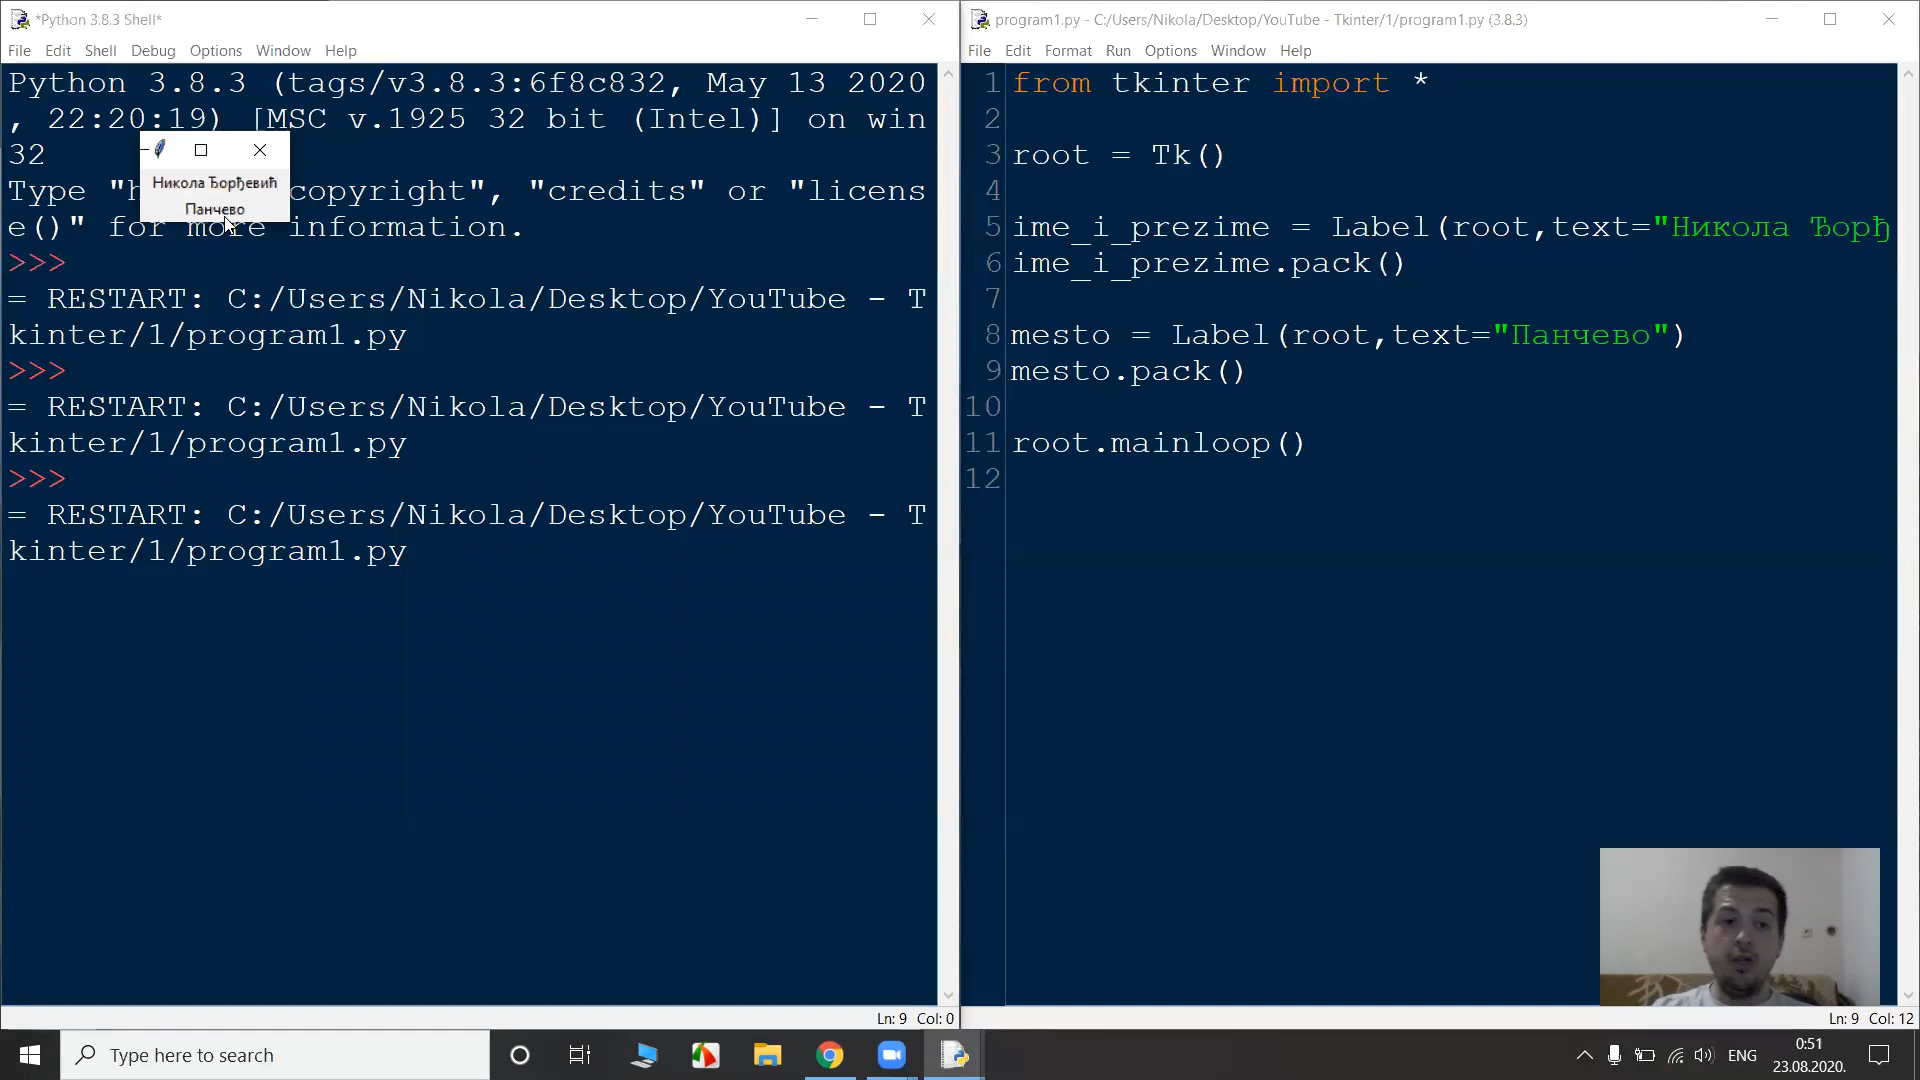 *Python 3.8.3 Shell*
File Edit Shell Debug Options Window Help
Python 3.8.3 (tags/v3.8.3:6f8c832, May 13 2020
, 22:20:19) [MSC v.1925 32 bit (Intel)] on win
32
Type "h copyright", "credits" or "licens
e()" for more information.
>>>
= RESTART: C:/Users/Nikola/Desktop/YouTube - T
kinter/1/program1.py
>>>
= RESTART: C:/Users/Nikola/Desktop/YouTube - T
kinter/1/program1.py
>>>
= RESTART: C:/Users/Nikola/Desktop/YouTube - T
kinter/1/program1.py
Никола Ђорђевић
Панчево
Ln: 9 Col: 0
program1.py - C:/Users/Nikola/Desktop/YouTube - Tkinter/1/program1.py (3.8.3)
File Edit Format Run Options Window Help
1 from tkinter import *
2
3 root = Tk()
4
5 ime_i_prezime = Label(root,text="Никола Ђорђ
6 ime_i_prezime.pack()
7
8 mesto = Label(root,text="Панчево")
9 mesto.pack()
10
11 root.mainloop()
12
Ln: 9 Col: 12
Type here to search
ENG
0:51
23.08.2020.